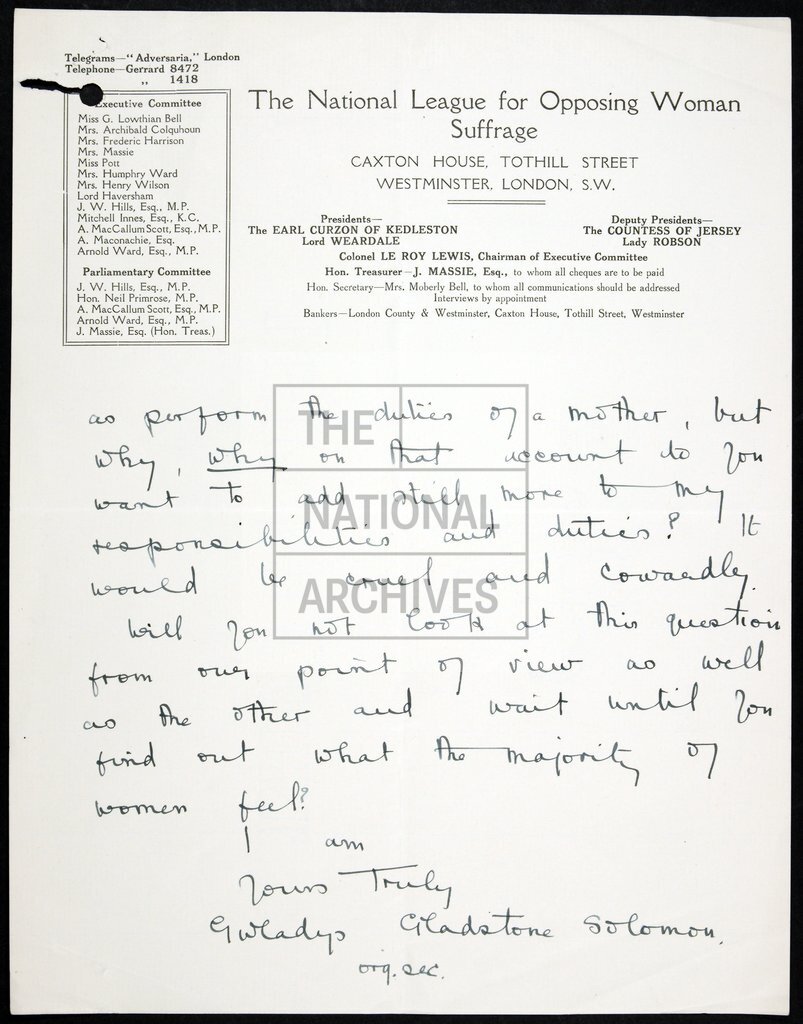 Telegrams—"Adversaria," London
Telephone—Gerrard 8472
„ 1418
Executive Committee
Miss G. Lowthian Bell
Mrs. Archibald Colquhoun
Mrs. Frederic Harrison
Mrs. Massie
Miss Pott
Mrs. Humphry Ward
Mrs. Henry Wilson
Lord Haversham
J. W. Hills, Esq., M.P.
Mitchell Innes, Esq., K.C.
A. MacCallum Scott, Esq., M.P.
A. Maconachie, Esq.
Arnold Ward, Esq., M.P.
Parliamentary Committee
J. W. Hills, Esq., M.P.
Hon. Neil Primrose, M.P.
A. MacCallum Scott, Esq., M.P.
Arnold Ward, Esq., M.P.
J. Massie, Esq. (Hon. Treas.)
The National League for Opposing Woman
Suffrage
CAXTON HOUSE, TOTHILL STREET
WESTMINSTER, LONDON, S.W.
Presidents—
The EARL CURZON OF KEDLESTON
Lord WEARDALE
Deputy Presidents—
The COUNTESS OF JERSEY
Lady ROBSON
Colonel LE ROY LEWIS, Chairman of Executive Committee
Hon. Treasurer—J. MASSIE, Esq., to whom all cheques are to be paid
Hon. Secretary—Mrs. Moberly Bell, to whom all communications should be addressed
Interviews by appointment
Bankers—London County & Westminster, Caxton House, Tothill Street, Westminster
as perform the duties of a mother, but
why, why on that account do you
want to add still more to my
responsibilities and duties? It
would be cruel and cowardly.
Will you not look at this question
from our point of view as well
as the other and wait until you
find out what the majority of
women feel?
I am
Yours Truly
Gwladys Gladstone Solomon.
org. sec.
THE
NATIONAL
ARCHIVES